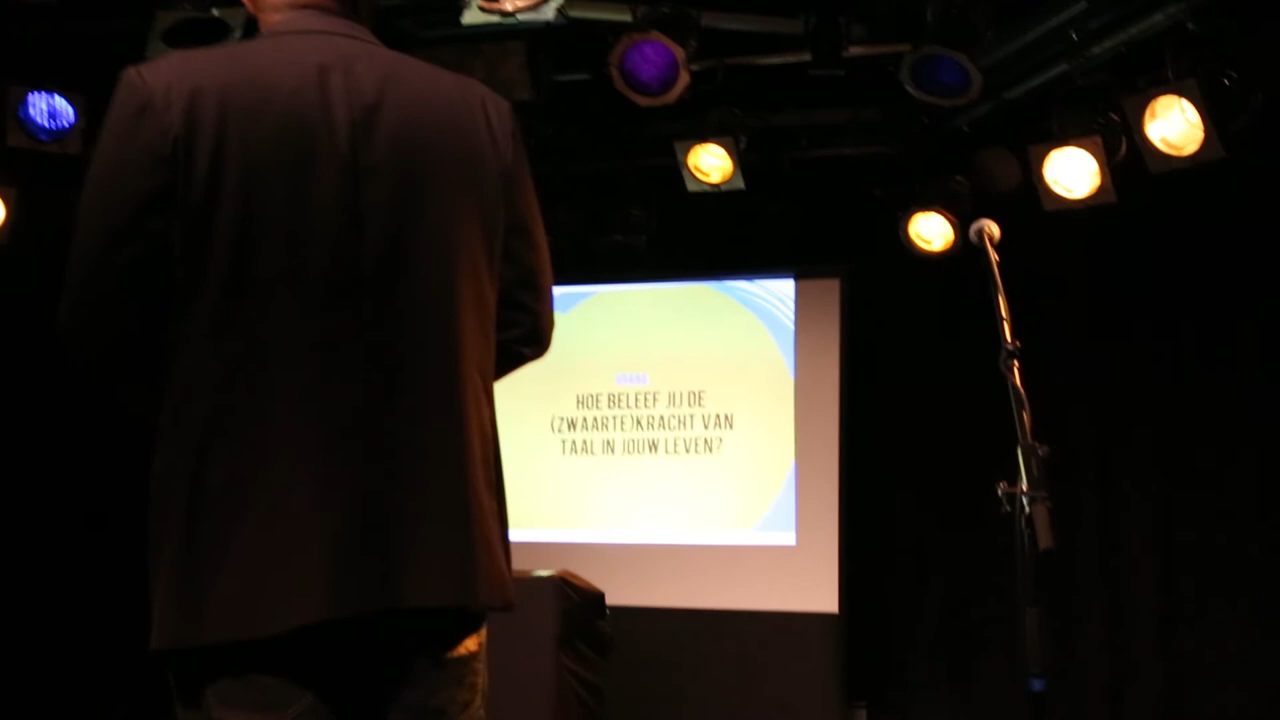 HOE BELEEF JIJ DE
(ZWAARTE)KRACHT VAN
TAAL IN JOUW LEVEN?